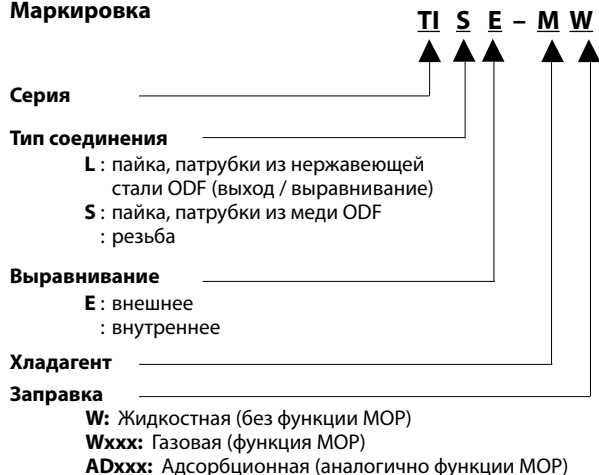 Маркировка
TI S E – M W
Серия
Тип соединения
L : пайка, патрубки из нержавеющей
стали ODF (выход / выравнивание)
S : пайка, патрубки из меди ODF
: резьба
Выравнивание
E : внешнее
: внутреннее
Хладагент
Заправка
W: Жидкостная (без функции MOP)
Wxxx: Газовая (функция MOP)
ADxxx: Адсорбционная (аналогично функции MOP)